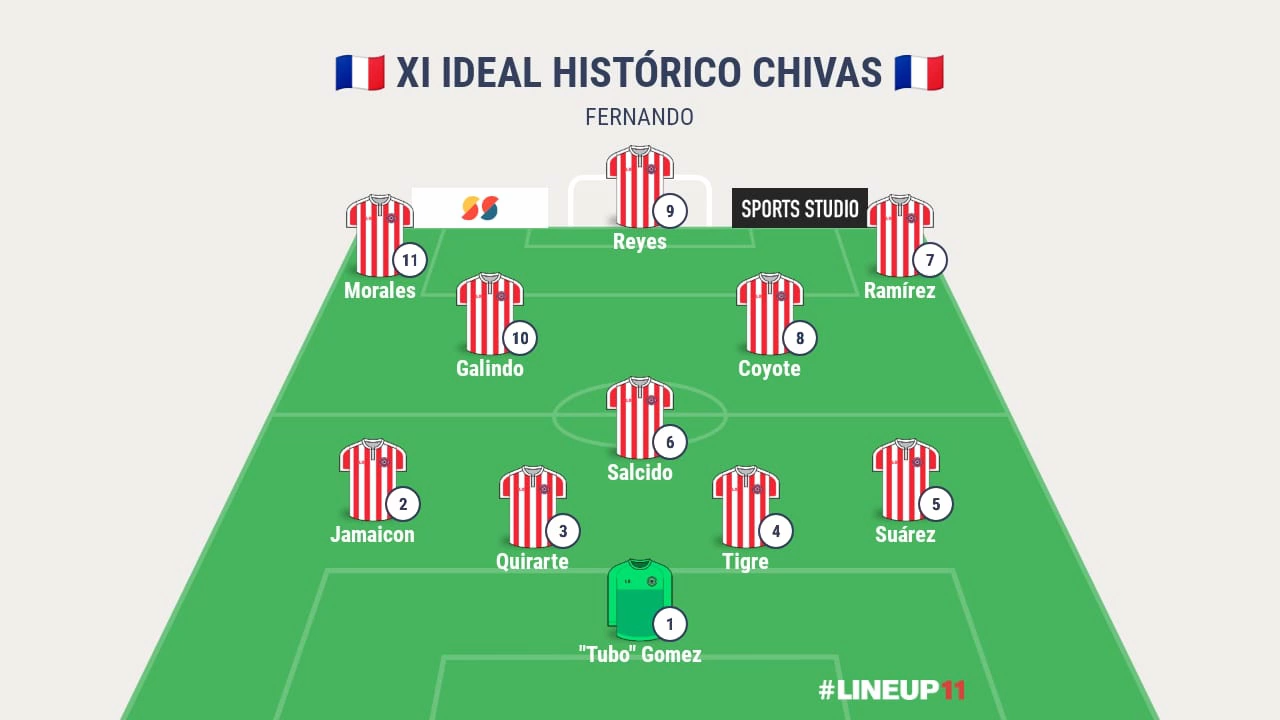 XI IDEAL HISTÓRICO CHIVAS
FERNANDO
9
Reyes
SPORTS STUDIO
11
Morales
7
Ramírez
10
Galindo
8
Coyote
6
Salcido
2
Jamaicon
5
Suárez
3
Quirarte
4
Tigre
1
"Tubo" Gomez
#LINEUP11